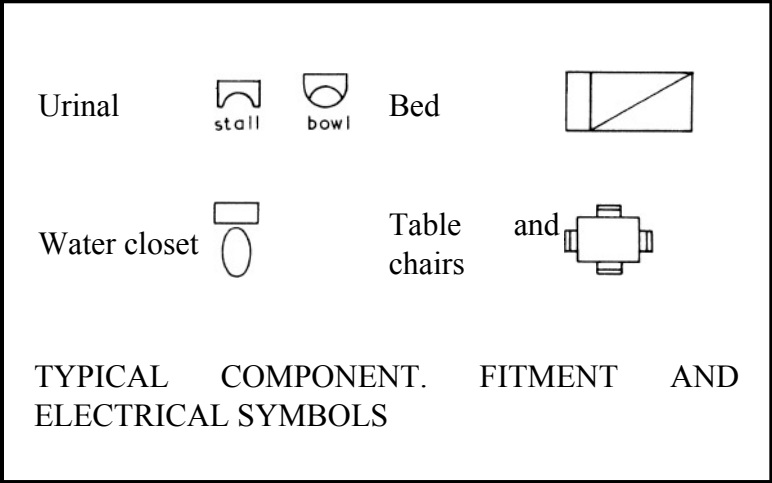 Urinal
stall
bowl
Bed
Water closet
Table and
chairs
TYPICAL COMPONENT. FITMENT AND
ELECTRICAL SYMBOLS